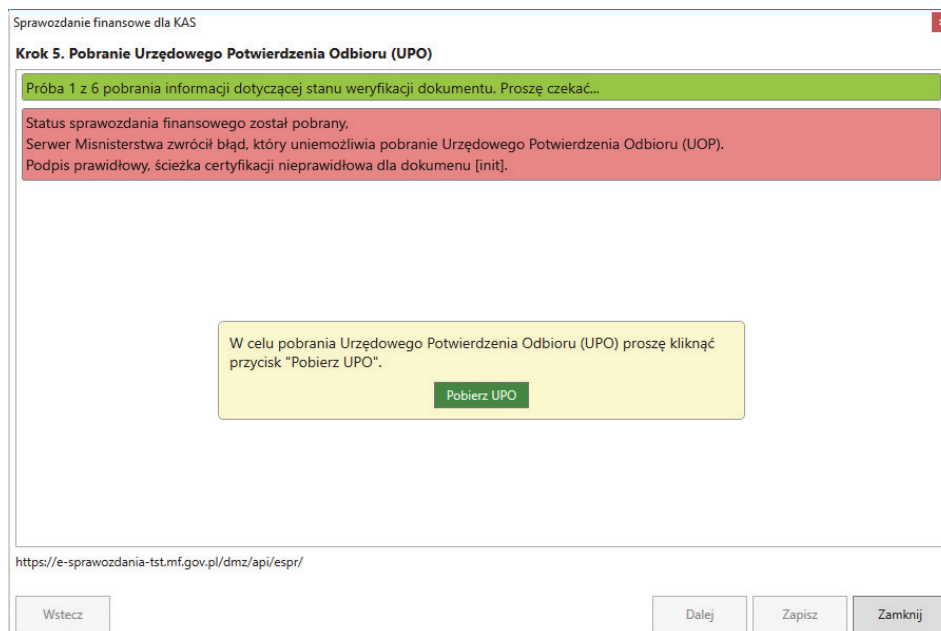 Sprawozdanie finansowe dla KAS
Krok 5. Pobranie Urzędowego Potwierdzenia Odbioru (UPO)
Próba 1 z 6 pobrania informacji dotyczącej stanu weryfikacji dokumentu. Proszę czekać...
Status sprawozdania finansowego został pobrany,
Serwer Misnisterstwa zwrócił błąd, który uniemożliwia pobranie Urzędowego Potwierdzenia Odbioru (UOP).
Podpis prawidłowy, ścieżka certyfikacji nieprawidłowa dla dokumentu [init].
W celu pobrania Urzędowego Potwierdzenia Odbioru (UPO) proszę kliknąć
przycisk "Pobierz UPO".
Pobierz UPO
https://e-sprawozdania-tst.mf.gov.pl/dmz/api/espr/
Wstecz
Dalej
Zapisz
Zamknij